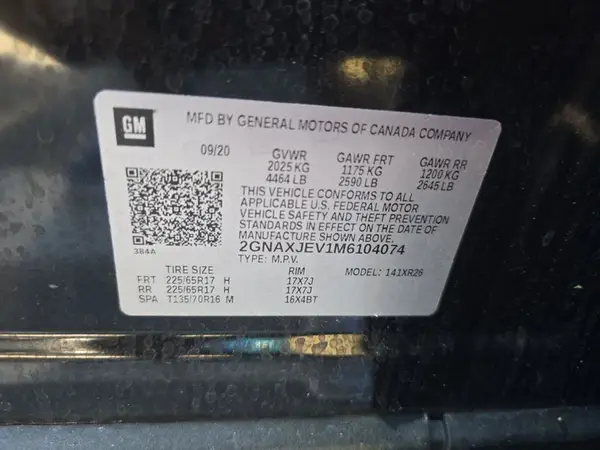 GM
MFD BY GENERAL MOTORS OF CANADA COMPANY
09/20 GVWR GAWR FRT GAWR RR
2025 KG 1175 KG 1200 KG
4464 LB 2590 LB 2645 LB
THIS VEHICLE CONFORMS TO ALL
APPLICABLE U.S. FEDERAL MOTOR
VEHICLE SAFETY AND THEFT PREVENTION
STANDARDS IN EFFECT ON THE DATE OF
MANUFACTURE SHOWN ABOVE.
384A 2GNAXJEV1M6104074
TYPE: M.P.V. MODEL: 141XR26
TIRE SIZE RIM
FRT 225/65R17 H 17X7J
RR 225/65R17 H 17X7J
SPA T135/70R16 M 16X4BT